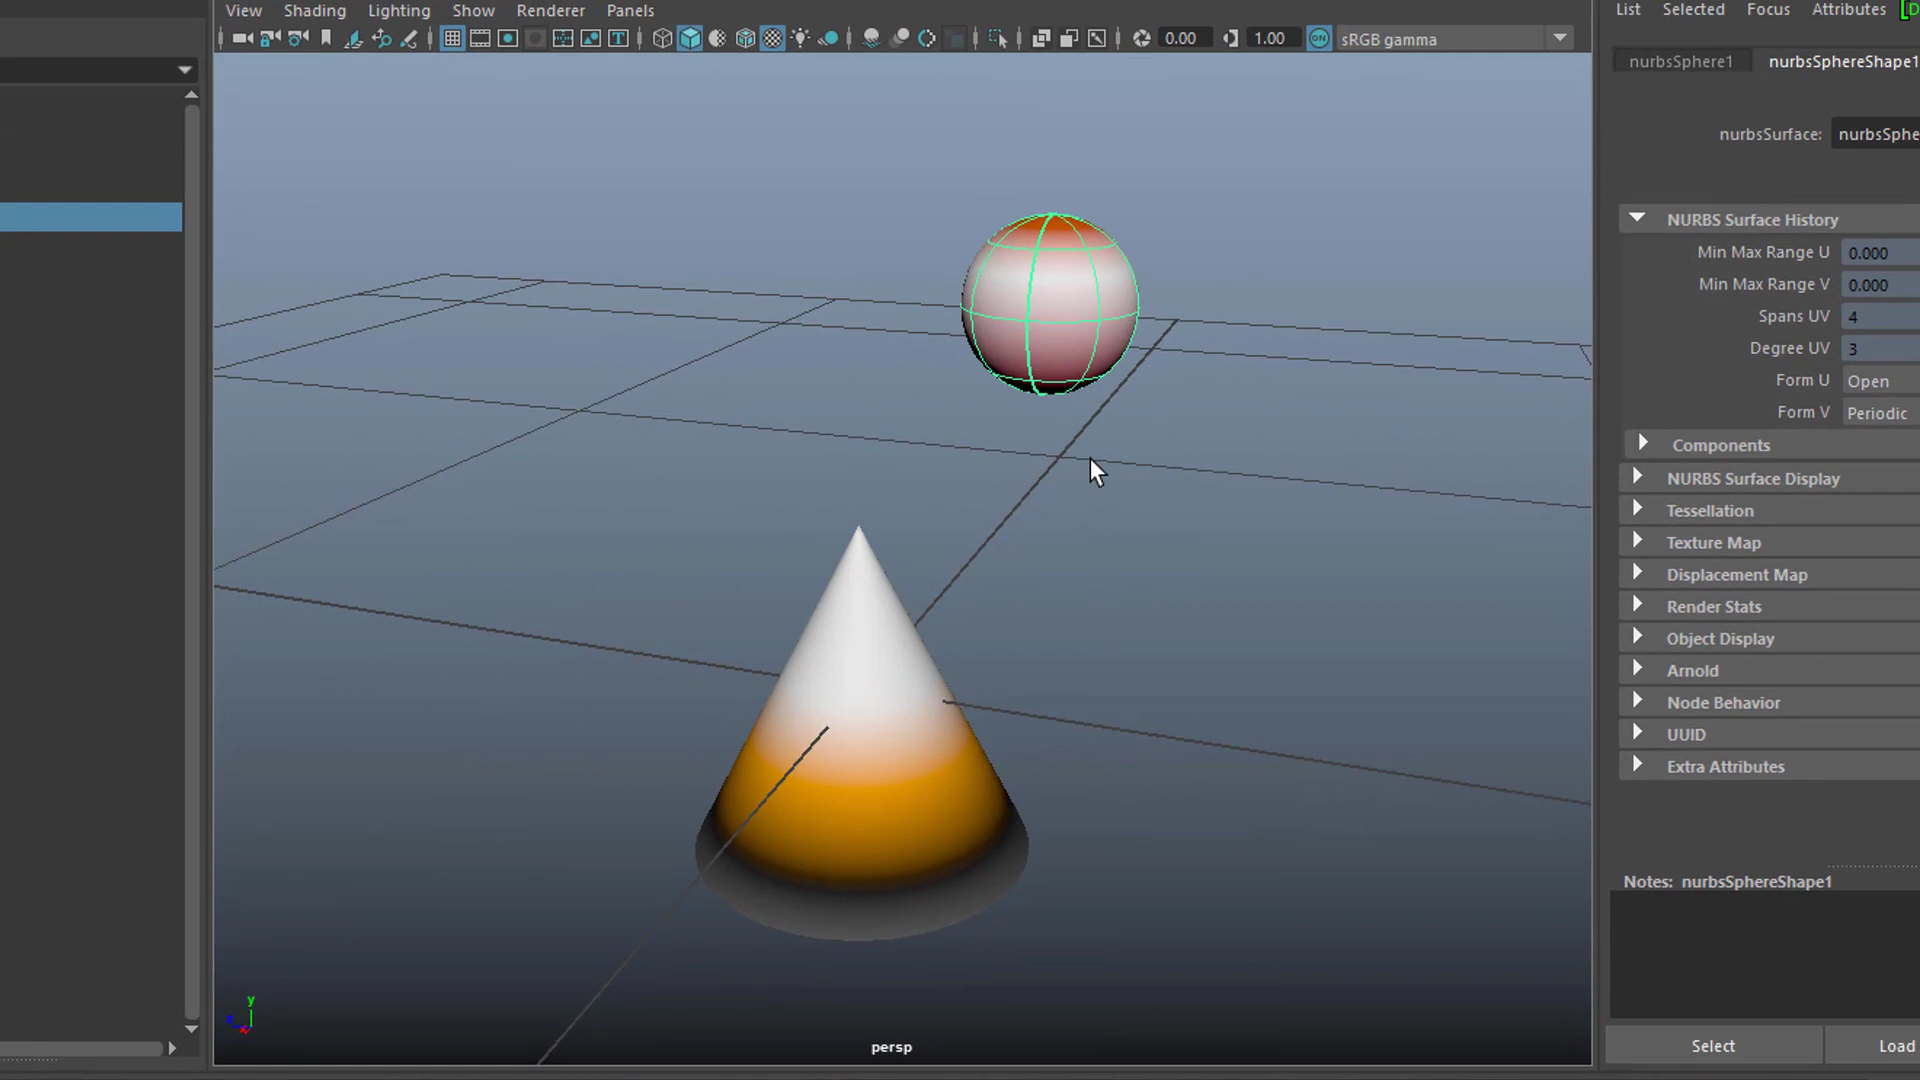 View Shading Lighting Show Renderer Panels
0.00 1.00 ON sRGB gamma
persp
y
List Selected Focus Attributes
nurbsSphere1 nurbsSphereShape1
nurbsSurface: nurbsSphe
NURBS Surface History
Min Max Range U 0.000
Min Max Range V 0.000
Spans UV 4
Degree UV 3
Form U Open
Form V Periodic
Components
NURBS Surface Display
Tessellation
Texture Map
Displacement Map
Render Stats
Object Display
Arnold
Node Behavior
UUID
Extra Attributes
Notes: nurbsSphereShape1
Select Load